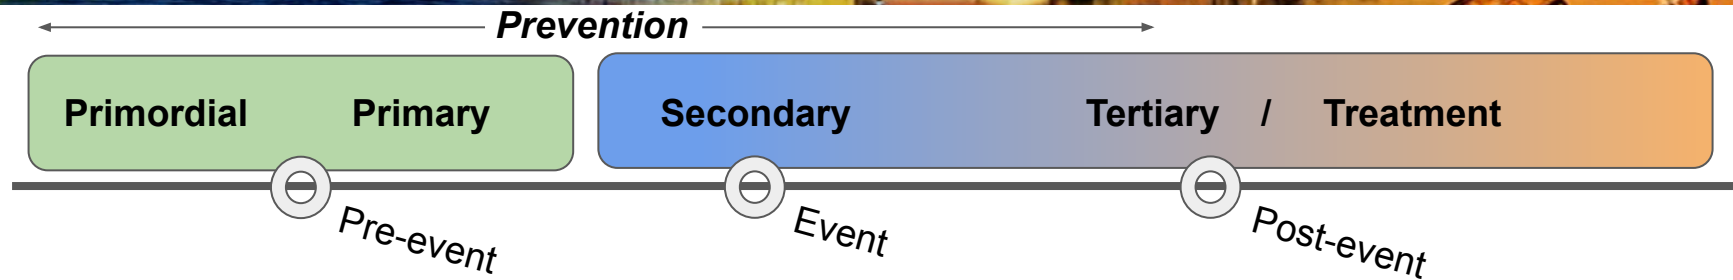 Prevention
Primordial Primary Secondary Tertiary / Treatment
Pre-event Event Post-event